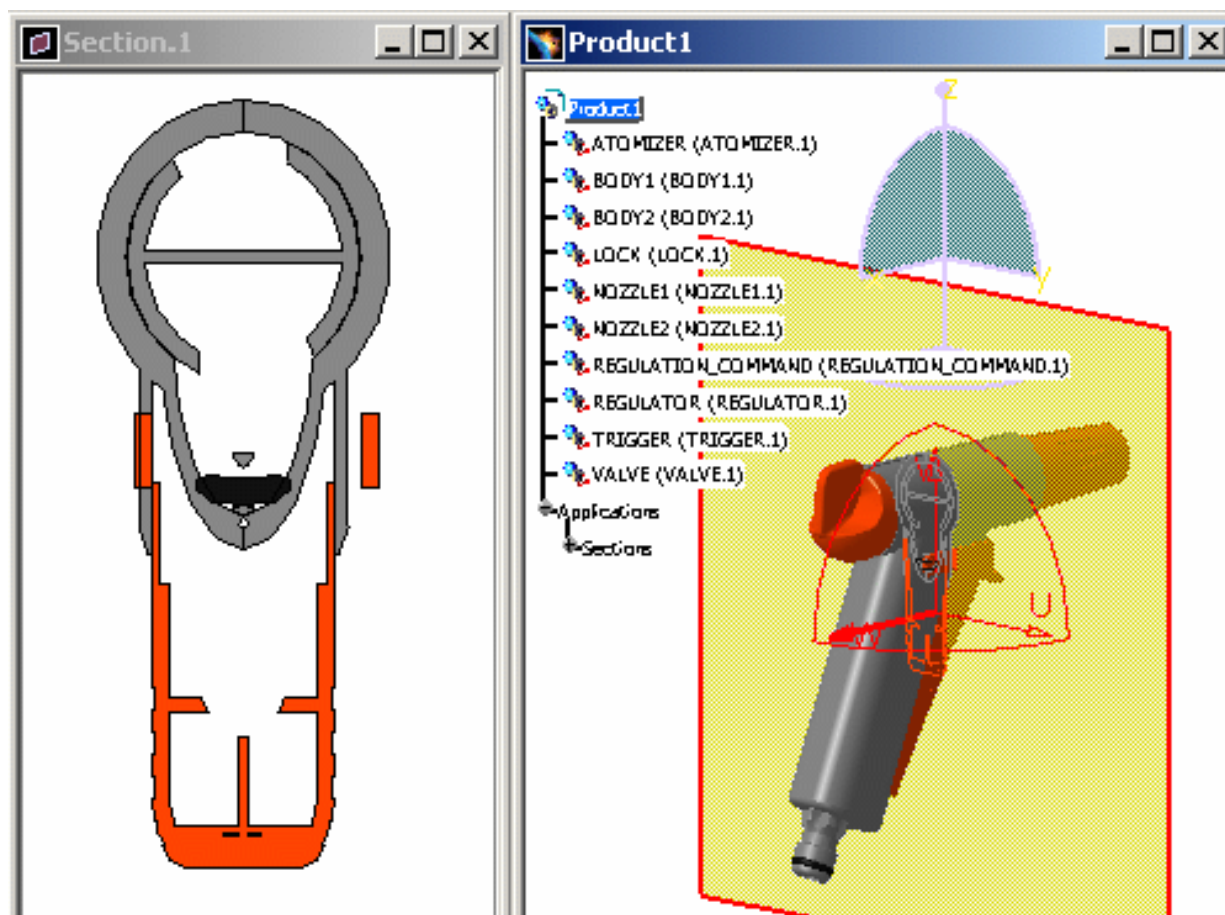 Section.1
Product1
Product1
ATOMIZER (ATOMIZER.1)
BODY1 (BODY1.1)
BODY2 (BODY2.1)
LOCK (LOCK.1)
NOZZLE1 (NOZZLE1.1)
NOZZLE2 (NOZZLE2.1)
REGULATION_COMMAND (REGULATION_COMMAND.1)
REGULATOR (REGULATOR.1)
TRIGGER (TRIGGER.1)
VALVE (VALVE.1)
Applications
Sections
z
y
U
W